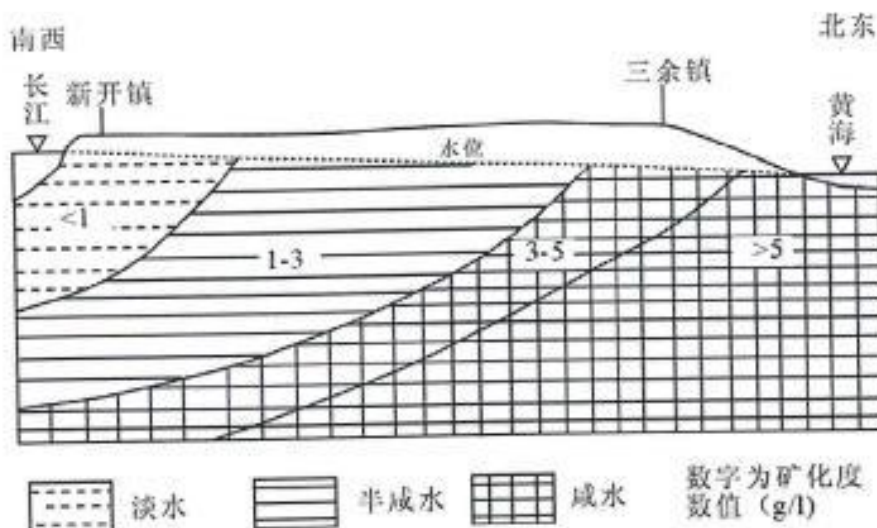 南西
北东
长江
新开镇
三余镇
黄海
水位
<1
1-3
3-5
>5
淡水
半咸水
咸水
数字为矿化度
数值（g/l）